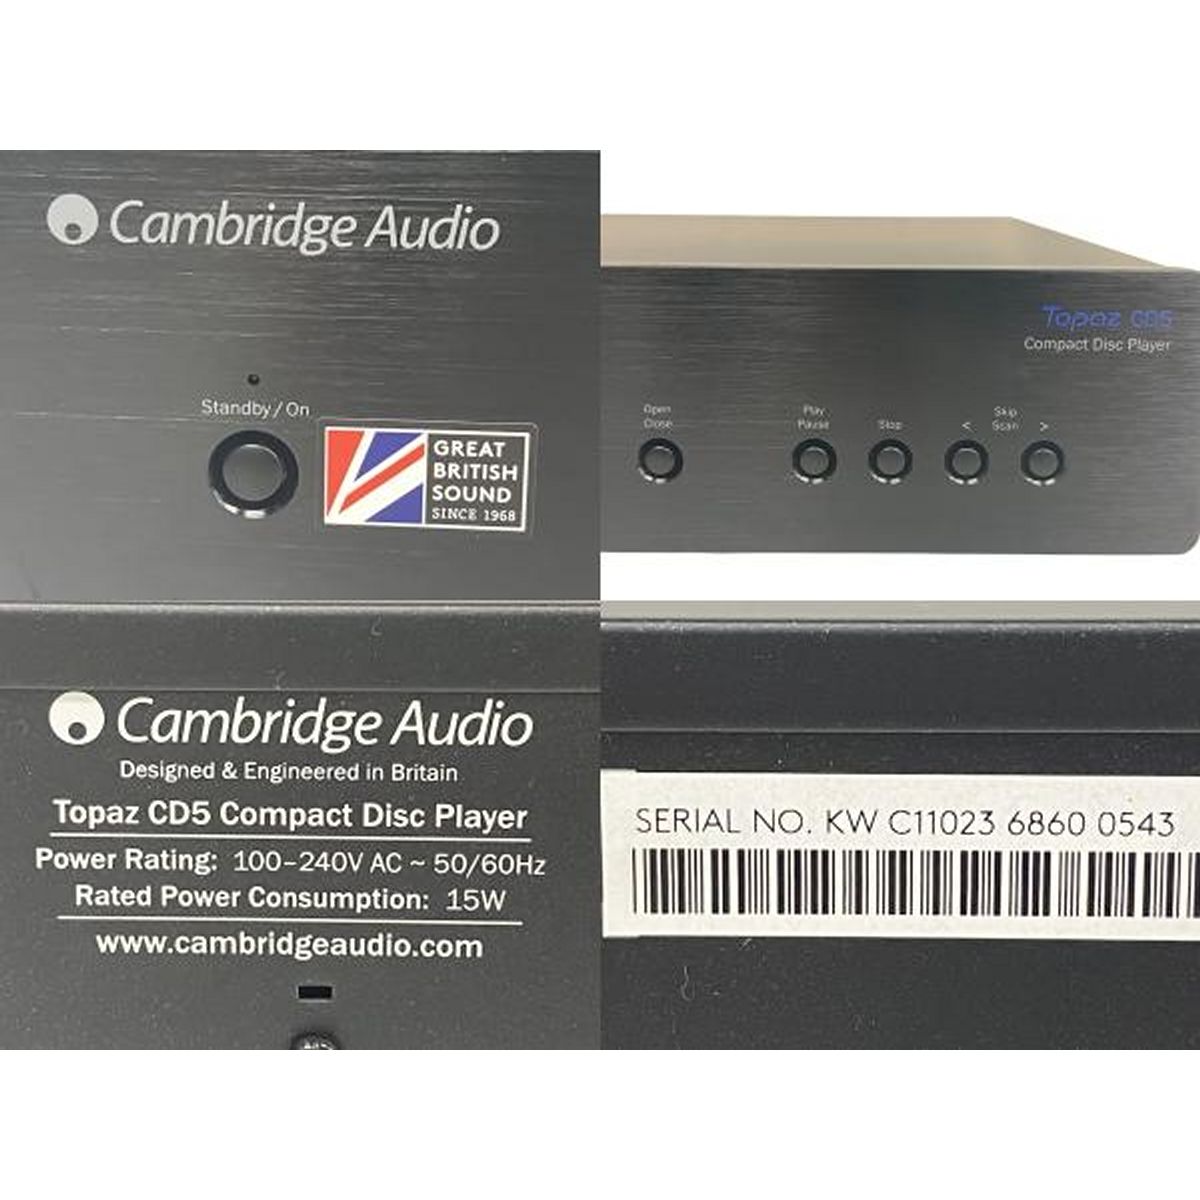 Cambridge Audio
Standby / On
GREAT
BRITISH
SOUND
SINCE 1968
Topaz CD5
Compact Disc Player
Open
Close
Play
Pause
Stop
Skip
< Scan >
Cambridge Audio
Designed & Engineered in Britain
Topaz CD5 Compact Disc Player
Power Rating: 100–240V AC ~ 50/60Hz
Rated Power Consumption: 15W
www.cambridgeaudio.com
SERIAL NO. KW C11023 6860 0543